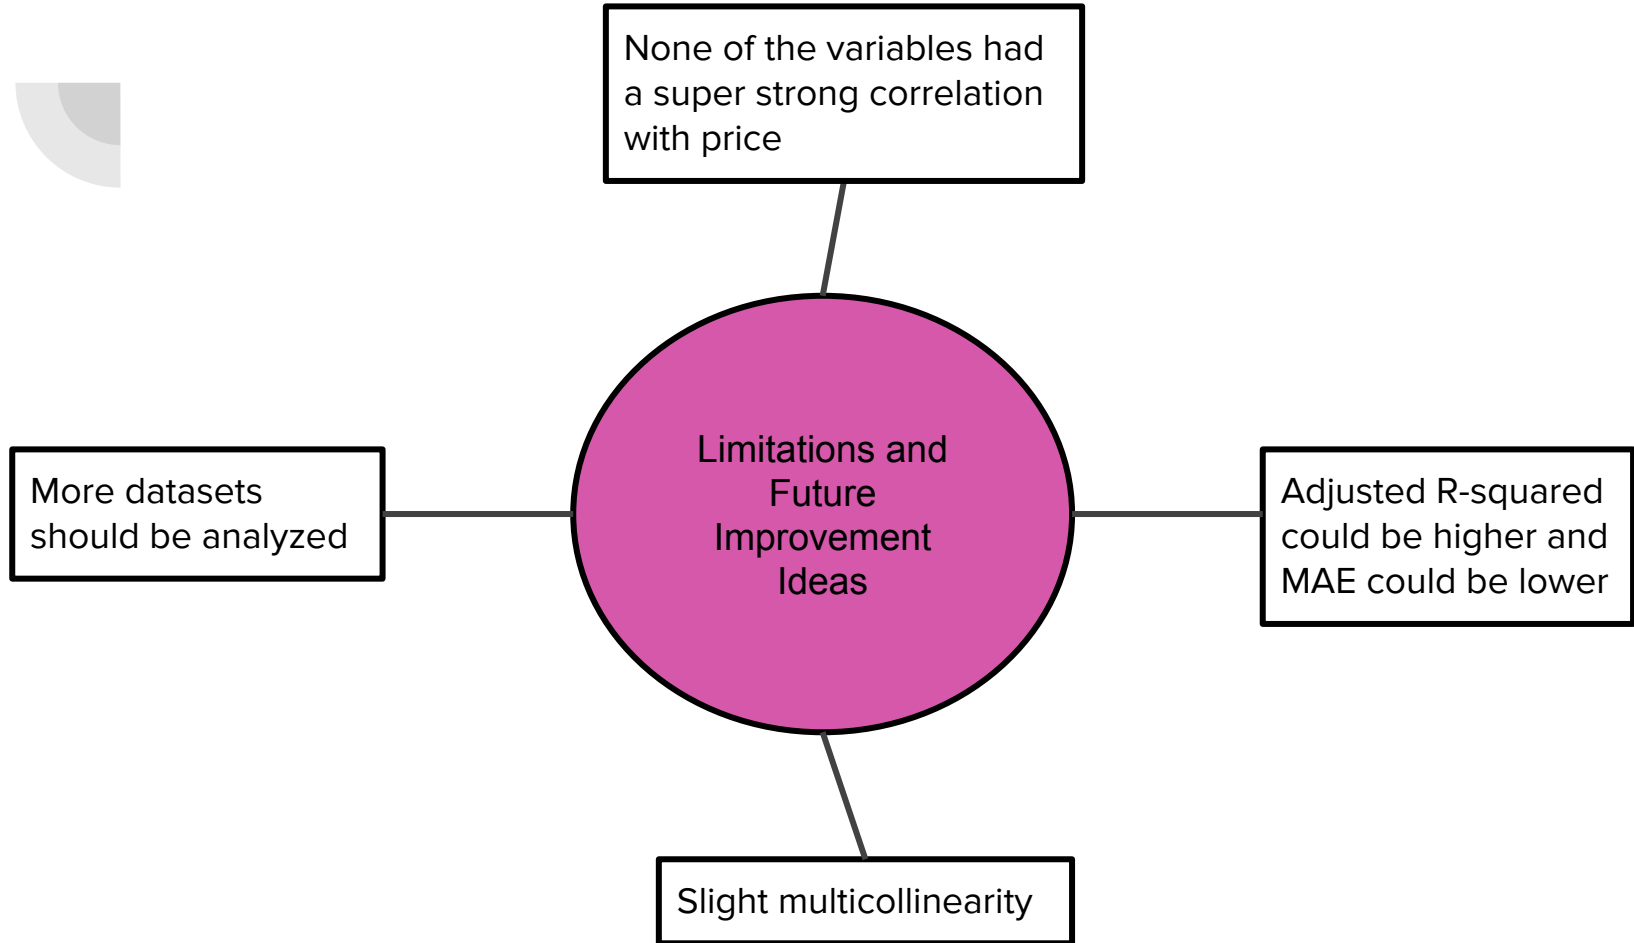 None of the variables had
a super strong correlation
with price
More datasets
should be analyzed
Limitations and
Future
Improvement
Ideas
Adjusted R-squared
could be higher and
MAE could be lower
Slight multicollinearity